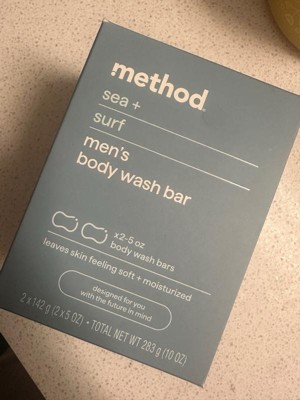 method
sea +
surf
men's
body wash bar
x2-5 oz
body wash bars
leaves skin feeling soft + moisturized
designed for you
with the future in mind
2 x 142 g (2 x 5 OZ) • TOTAL NET WT 283 g (10 OZ)